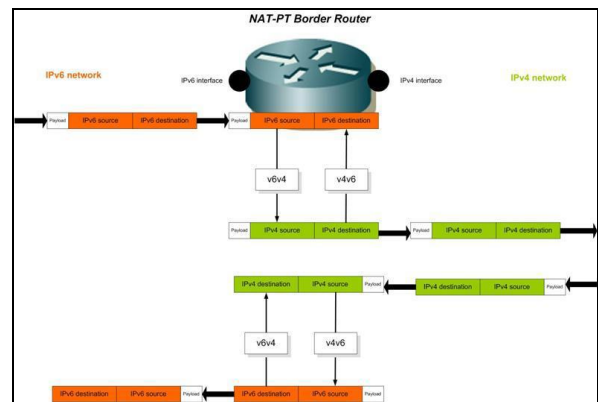 NAT-PT Border Router
IPv6 network
IPv6 interface
IPv4 interface
IPv4 network
Payload IPv6 source IPv6 destination
Payload IPv6 source IPv6 destination
v6v4
v4v6
Payload IPv4 source IPv4 destination
Payload IPv4 source IPv4 destination
IPv4 destination IPv4 source Payload
IPv4 destination IPv4 source Payload
v6v4
v4v6
IPv6 destination IPv6 source Payload
IPv6 destination IPv6 source Payload